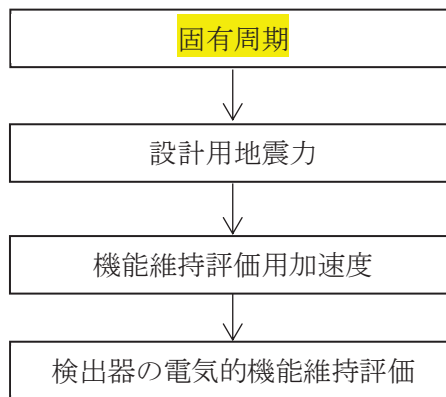 固有周期
設計用地震力
機能維持評価用加速度
検出器の電気的機能維持評価